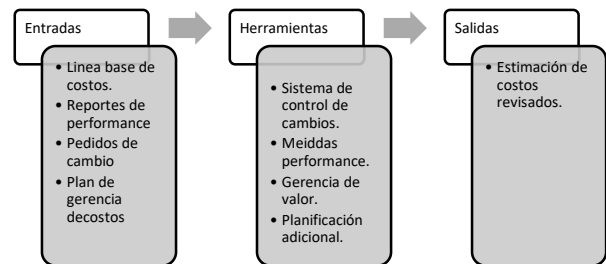 Entradas
• Linea base de
costos.
• Reportes de
performance
• Pedidos de
cambio
• Plan de
gerencia
decostos
Herramientas
• Sistema de
control de
cambios.
• Meiddas
performance.
• Gerencia de
valor.
• Planificación
adicional.
Salidas
• Estimación de
costos
revisados.